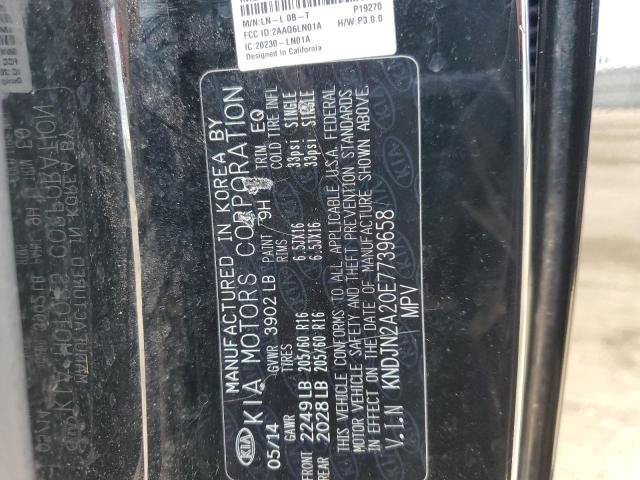 M/N:LN-L 0B-T P19270
FCC ID:2AAQ6LN01A
IC:20230-LN01A H/W:P3.0.0
Designed in California
MANUFACTURED IN KOREA BY
KIA KIA MOTORS CORPORATION
05/14 GVWR 3902 LB PAINT 9H TRIM EQ
GAWR TIRES RIMS COLD TIRE INFL
FRONT 2249LB 205/60 R16 6.5JX16 33psi SINGLE
REAR 2028LB 205/60 R16 6.5JX16 33psi SINGLE
THIS VEHICLE CONFORMS TO ALL APPLICABLE U.S.A. FEDERAL
MOTOR VEHICLE SAFETY AND THEFT PREVENTION STANDARDS
IN EFFECT ON THE DATE OF MANUFACTURE SHOWN ABOVE.
V.I.N KNDJN2A20E7739658
MPV